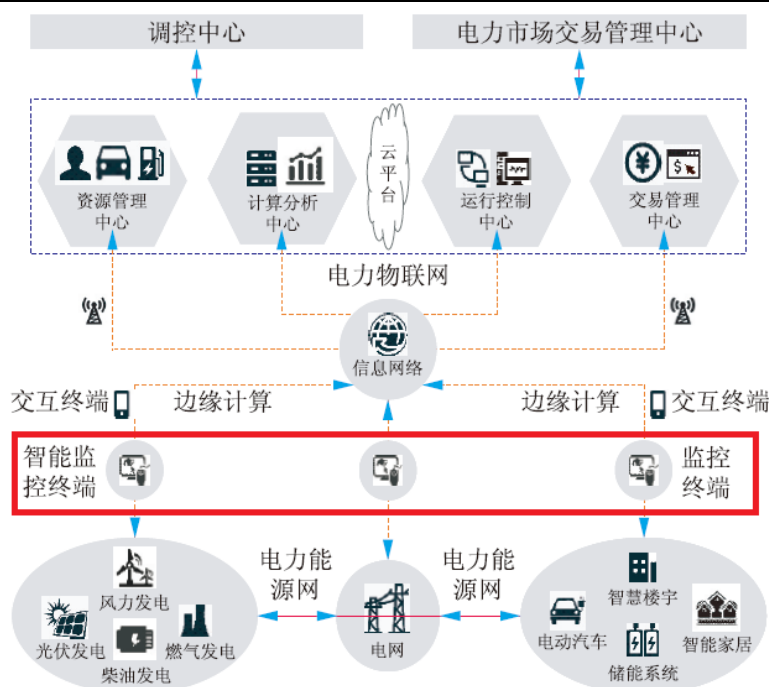 调控中心
电力市场交易管理中心
资源管理
中心
计算分析
中心
云
平
台
运行控制
中心
¥
$
交易管理
中心
电力物联网
信息网络
交互终端
边缘计算
边缘计算
交互终端
智能监
控终端
监控
终端
电力能
源网
电力能
源网
风力发电
光伏发电
燃气发电
柴油发电
电网
智慧楼宇
电动汽车
智能家居
储能系统